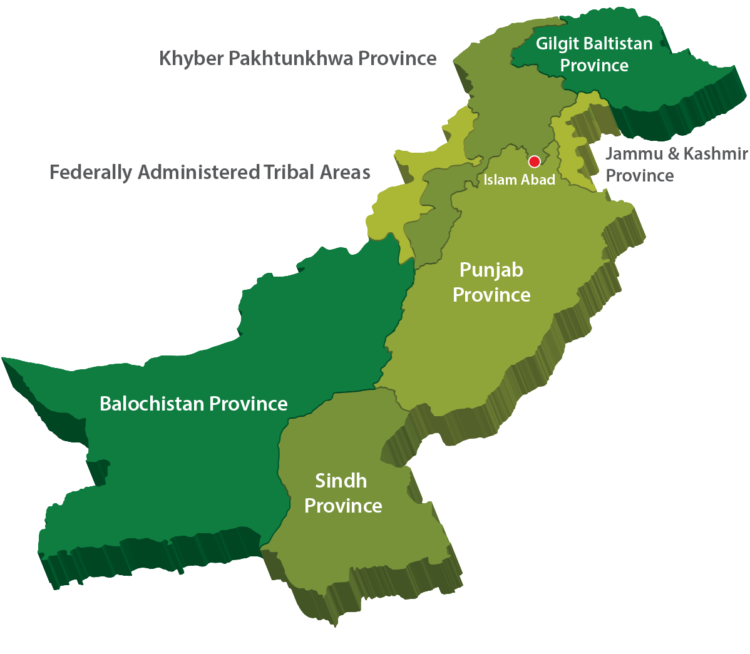 Gilgit Baltistan
Province
Khyber Pakhtunkhwa Province
Jammu & Kashmir
Province
Federally Administered Tribal Areas
Islam Abad
Punjab
Province
Balochistan Province
Sindh
Province